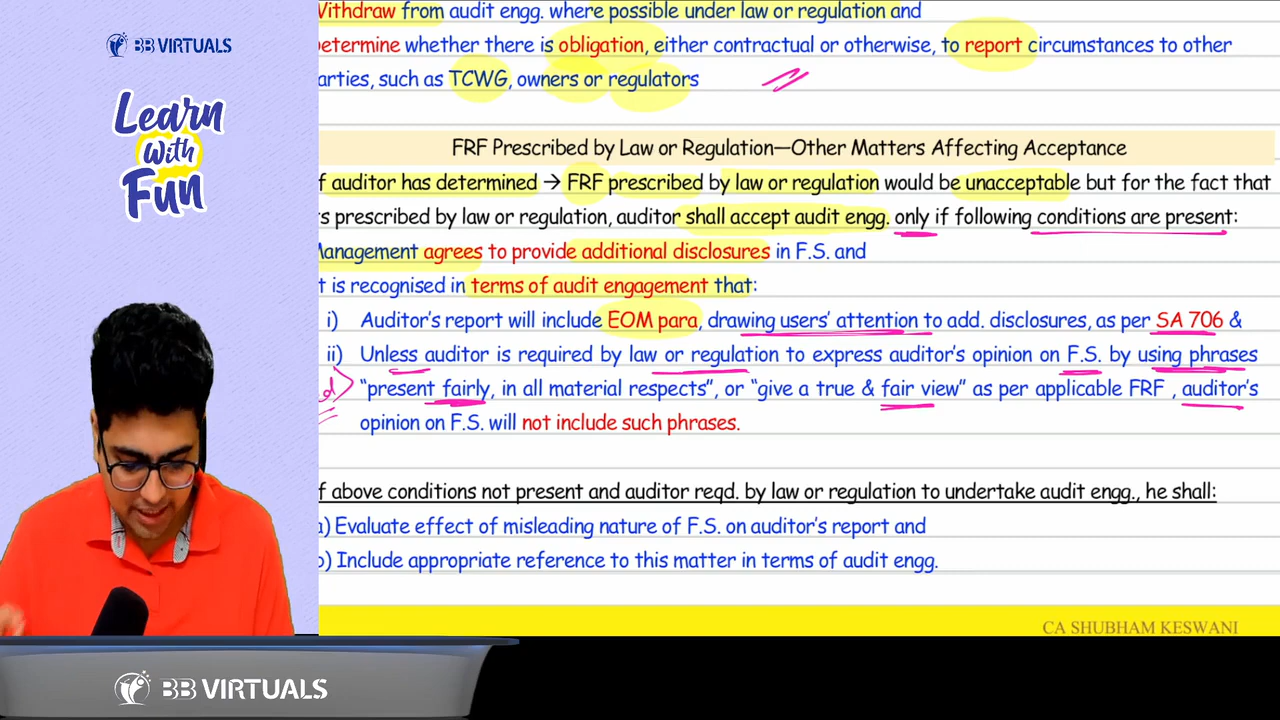 Withdraw from audit engg. where possible under law or regulation and
BB VIRTUALS
etermine whether there is obligation, either contractual or otherwise, to report circumstances to other
arties, such as TCWG, owners or regulators
Learn
With
Fun
FRF Prescribed by Law or Regulation—Other Matters Affecting Acceptance
f auditor has determined → FRF prescribed by law or regulation would be unacceptable but for the fact that
s prescribed by law or regulation, auditor shall accept audit engg. only if following conditions are present:
Management agrees to provide additional disclosures in F.S. and
t is recognised in terms of audit engagement that:
i) Auditor's report will include EOM para, drawing users' attention to add. disclosures, as per SA 706 &
ii) Unless auditor is required by law or regulation to express auditor's opinion on F.S. by using phrases
"present fairly, in all material respects", or "give a true & fair view" as per applicable FRF , auditor's
opinion on F.S. will not include such phrases.
f above conditions not present and auditor reqd. by law or regulation to undertake audit engg., he shall:
a) Evaluate effect of misleading nature of F.S. on auditor's report and
b) Include appropriate reference to this matter in terms of audit engg.
CA SHUBHAM KESWANI
BB VIRTUALS